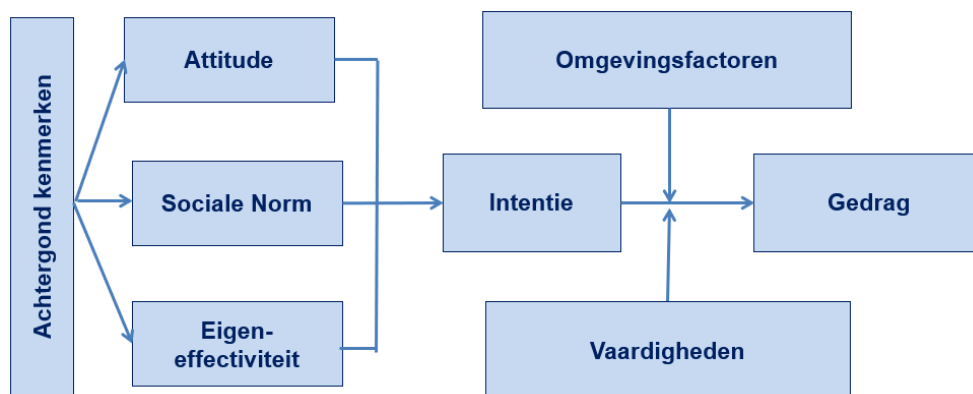 Achtergond kenmerken
Attitude
Sociale Norm
Eigen-
effectiviteit
Intentie
Omgevingsfactoren
Vaardigheden
Gedrag